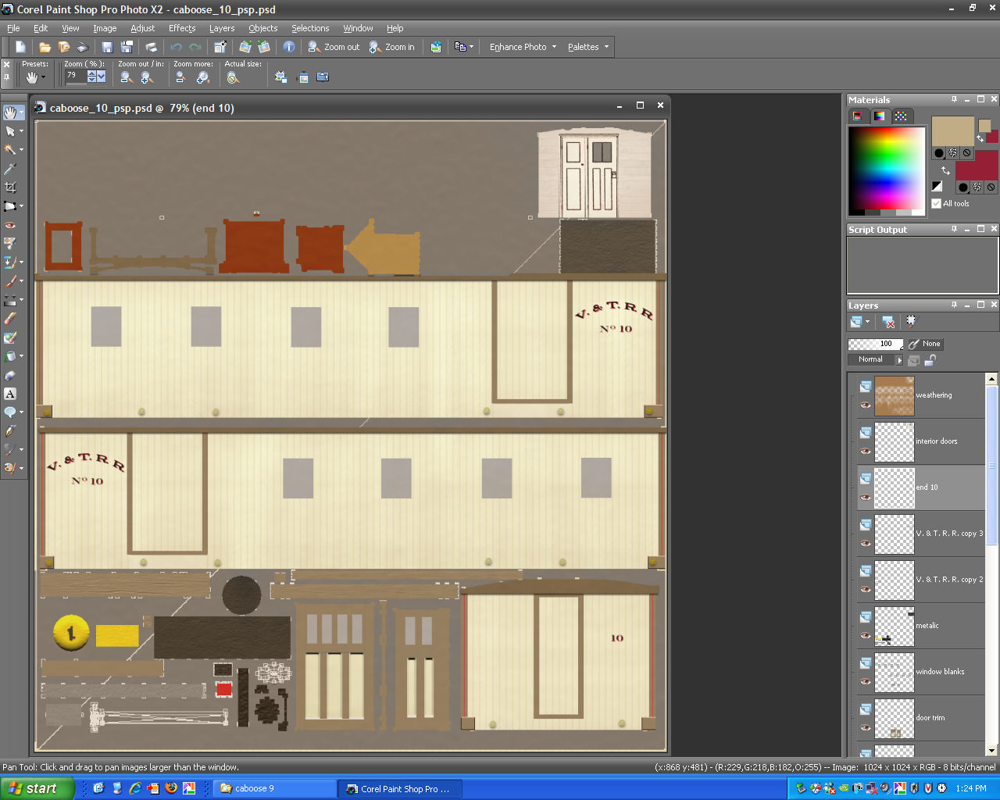 Corel Paint Shop Pro Photo X2 - caboose_10_psp.psd
File Edit View Image Adjust Effects Layers Objects Selections Window Help
Zoom out Zoom in Enhance Photo Palettes
Presets: Zoom ( % ): Zoom out / in: Zoom more: Actual size:
79
caboose_10_psp.psd @ 79% (end 10)
V. & T. R R
Nº 10
V. & T. R R
Nº 10
1
10
Materials
All tools
Script Output
Layers
100 None
Normal
weathering
interior doors
end 10
V. & T. R. R. copy 3
V. & T. R. R. copy 2
metalic
window blanks
door trim
Pan Tool: Click and drag to pan images larger than the window.
(x:868 y:481) - (R:229,G:218,B:182,O:255) -- Image: 1024 x 1024 x RGB - 8 bits/channel
start caboose 9 Corel Paint Shop Pro ... 1:24 PM